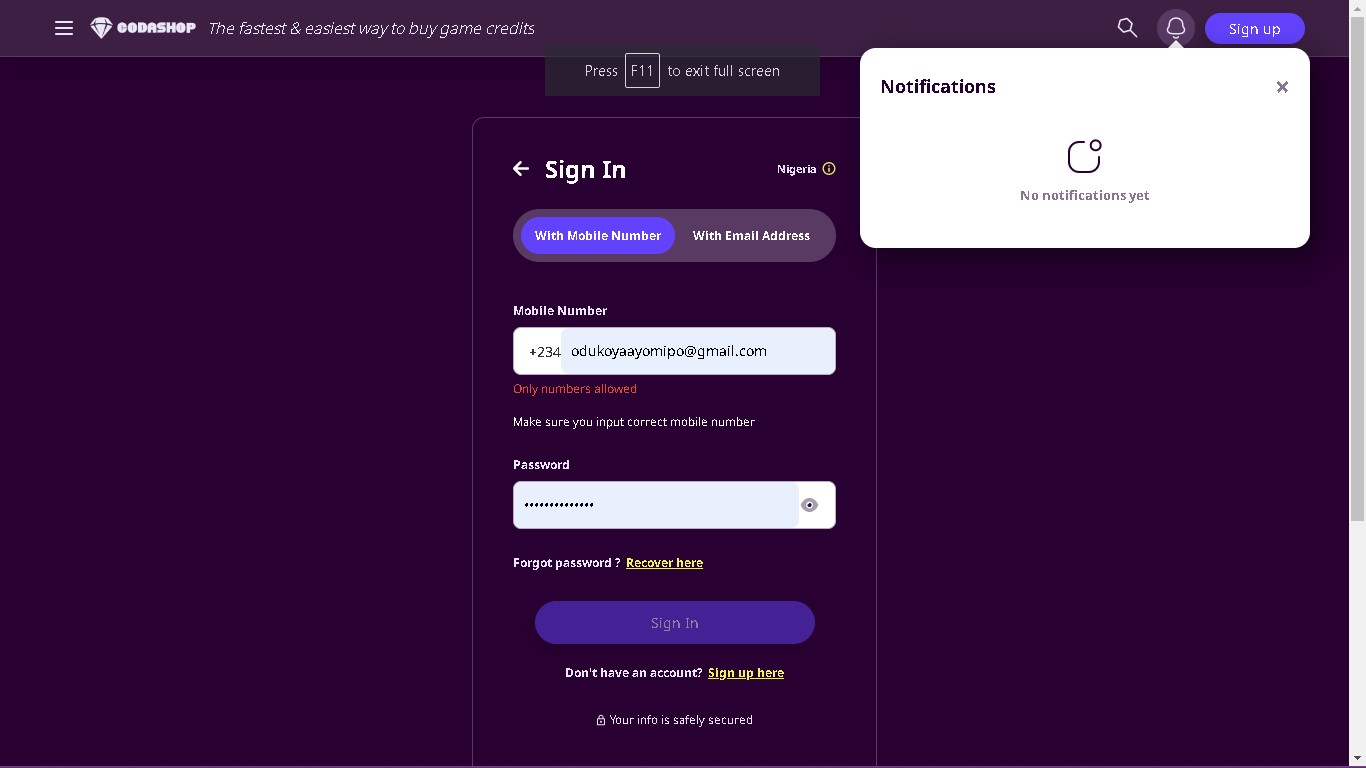 CODASHOP The fastest & easiest way to buy game credits
Sign up
Press F11 to exit full screen
Notifications
No notifications yet
Sign In
Nigeria
With Mobile Number
With Email Address
Mobile Number
+234 odukoyaayomipo@gmail.com
Only numbers allowed
Make sure you input correct mobile number
Password
Forgot password ? Recover here
Sign In
Don't have an account? Sign up here
Your info is safely secured